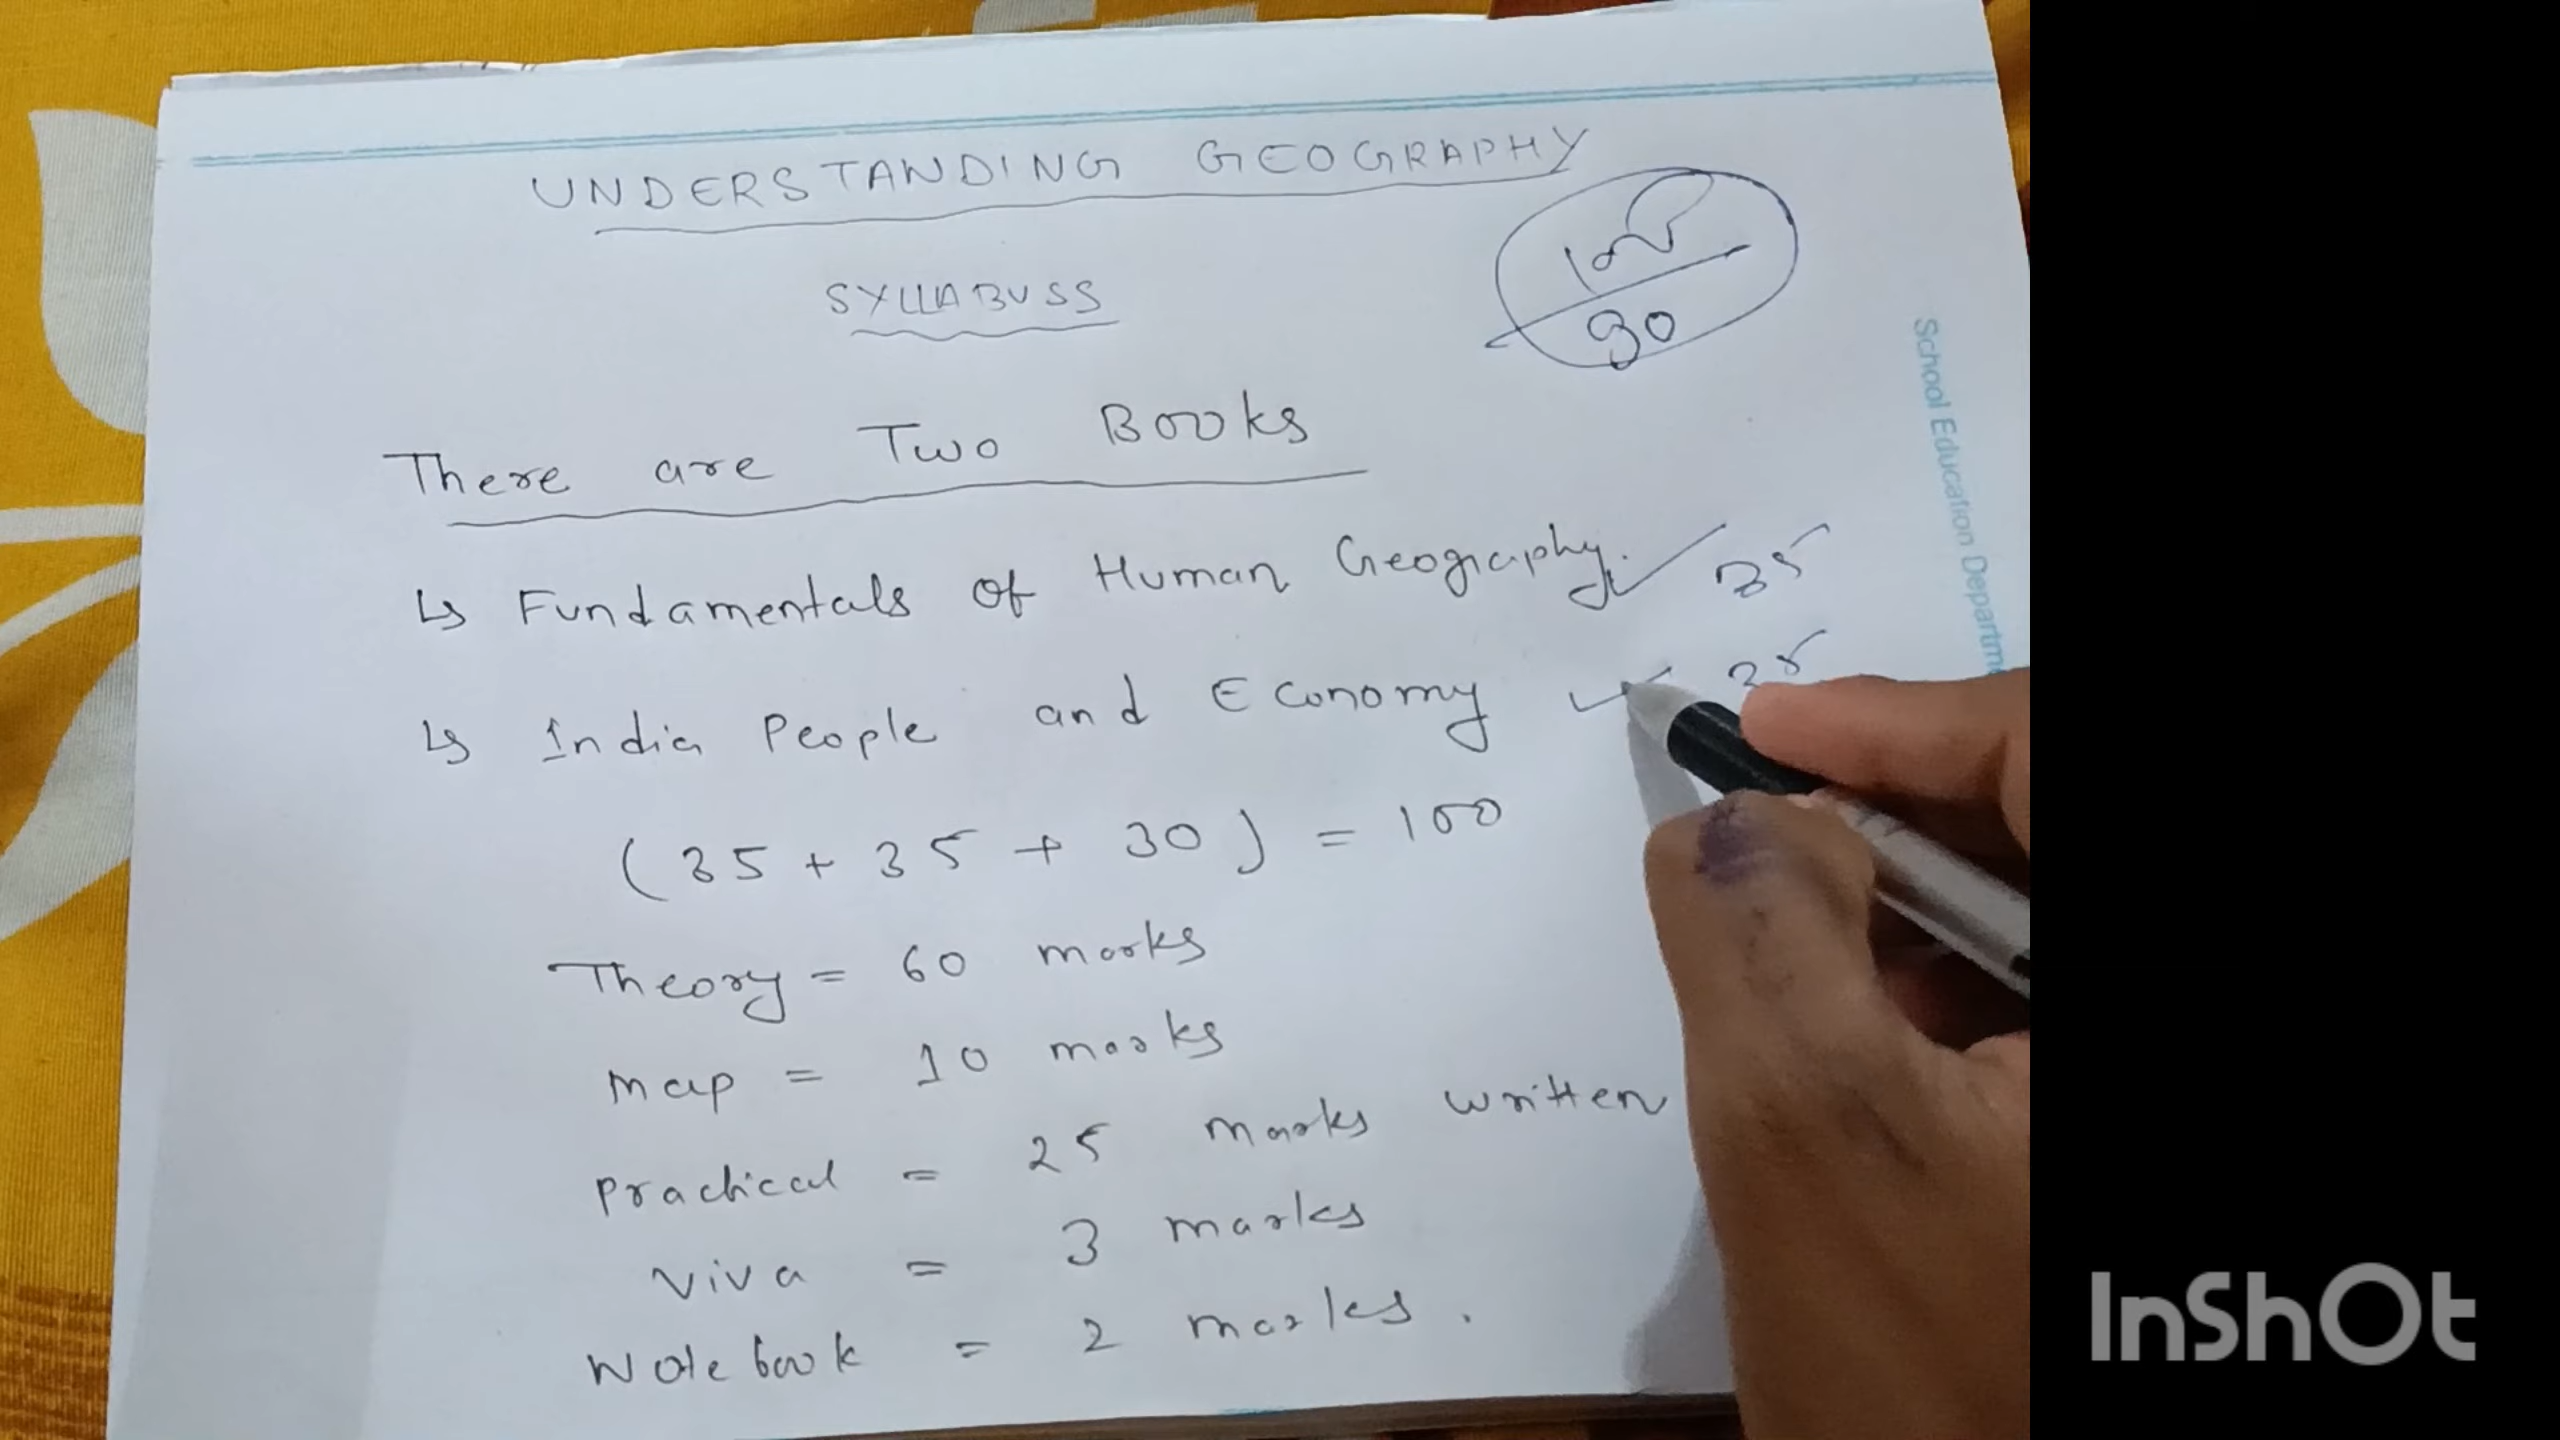 UNDERSTANDING GEOGRAPHY
SYLLABUSS
100
90
There are Two Books
↳ Fundamentals of Human Geography. 35
↳ India People and Economy 35
(35 + 35 + 30) = 100
Theory = 60 marks
map = 10 marks
Practical = 25 marks written
viva = 3 marks
Note book = 2 marks.
School Education
InShOt